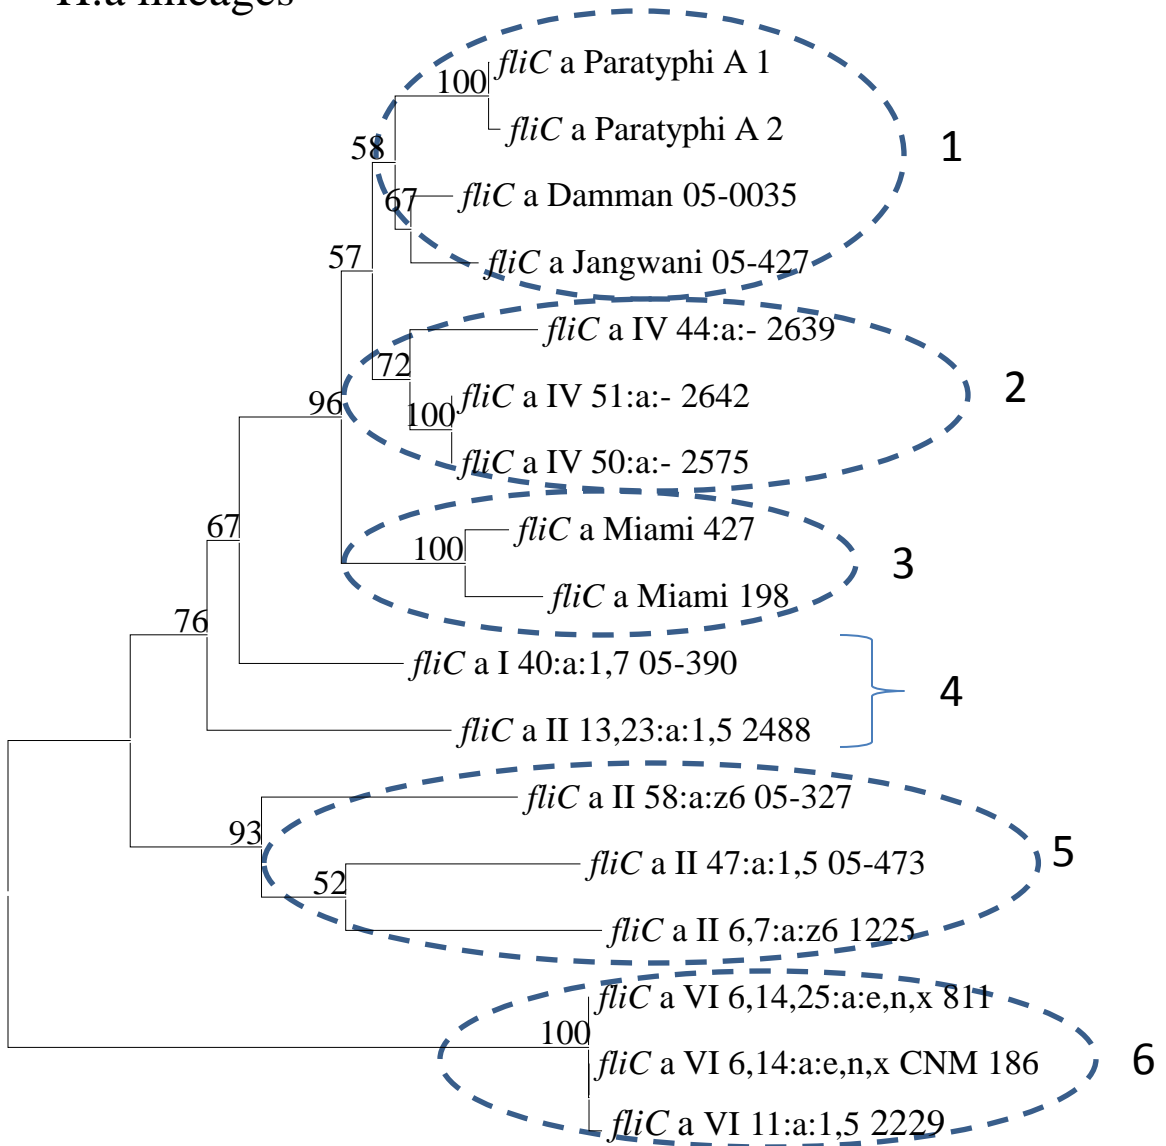 H:a lineages
fliC a Paratyphi A 1
100
fliC a Paratyphi A 2
1
58
67
fliC a Damman 05-0035
57
fliC a Jangwani 05-427
fliC a IV 44:a:- 2639
72
2
96
100
fliC a IV 51:a:- 2642
fliC a IV 50:a:- 2575
67
fliC a Miami 427
100
3
fliC a Miami 198
76
fliC a I 40:a:1,7 05-390
4
fliC a II 13,23:a:1,5 2488
fliC a II 58:a:z6 05-327
93
5
fliC a II 47:a:1,5 05-473
52
fliC a II 6,7:a:z6 1225
fliC a VI 6,14,25:a:e,n,x 811
100
fliC a VI 6,14:a:e,n,x CNM 186
6
fliC a VI 11:a:1,5 2229